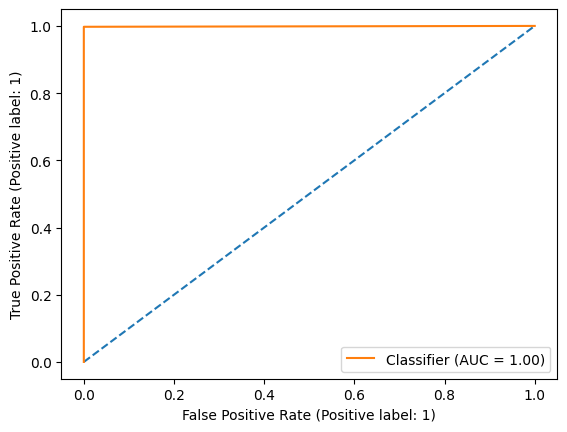 1.0
0.8
0.6
0.4
0.2
0.0
True Positive Rate (Positive label: 1)
Classifier (AUC = 1.00)
0.0 0.2 0.4 0.6 0.8 1.0
False Positive Rate (Positive label: 1)